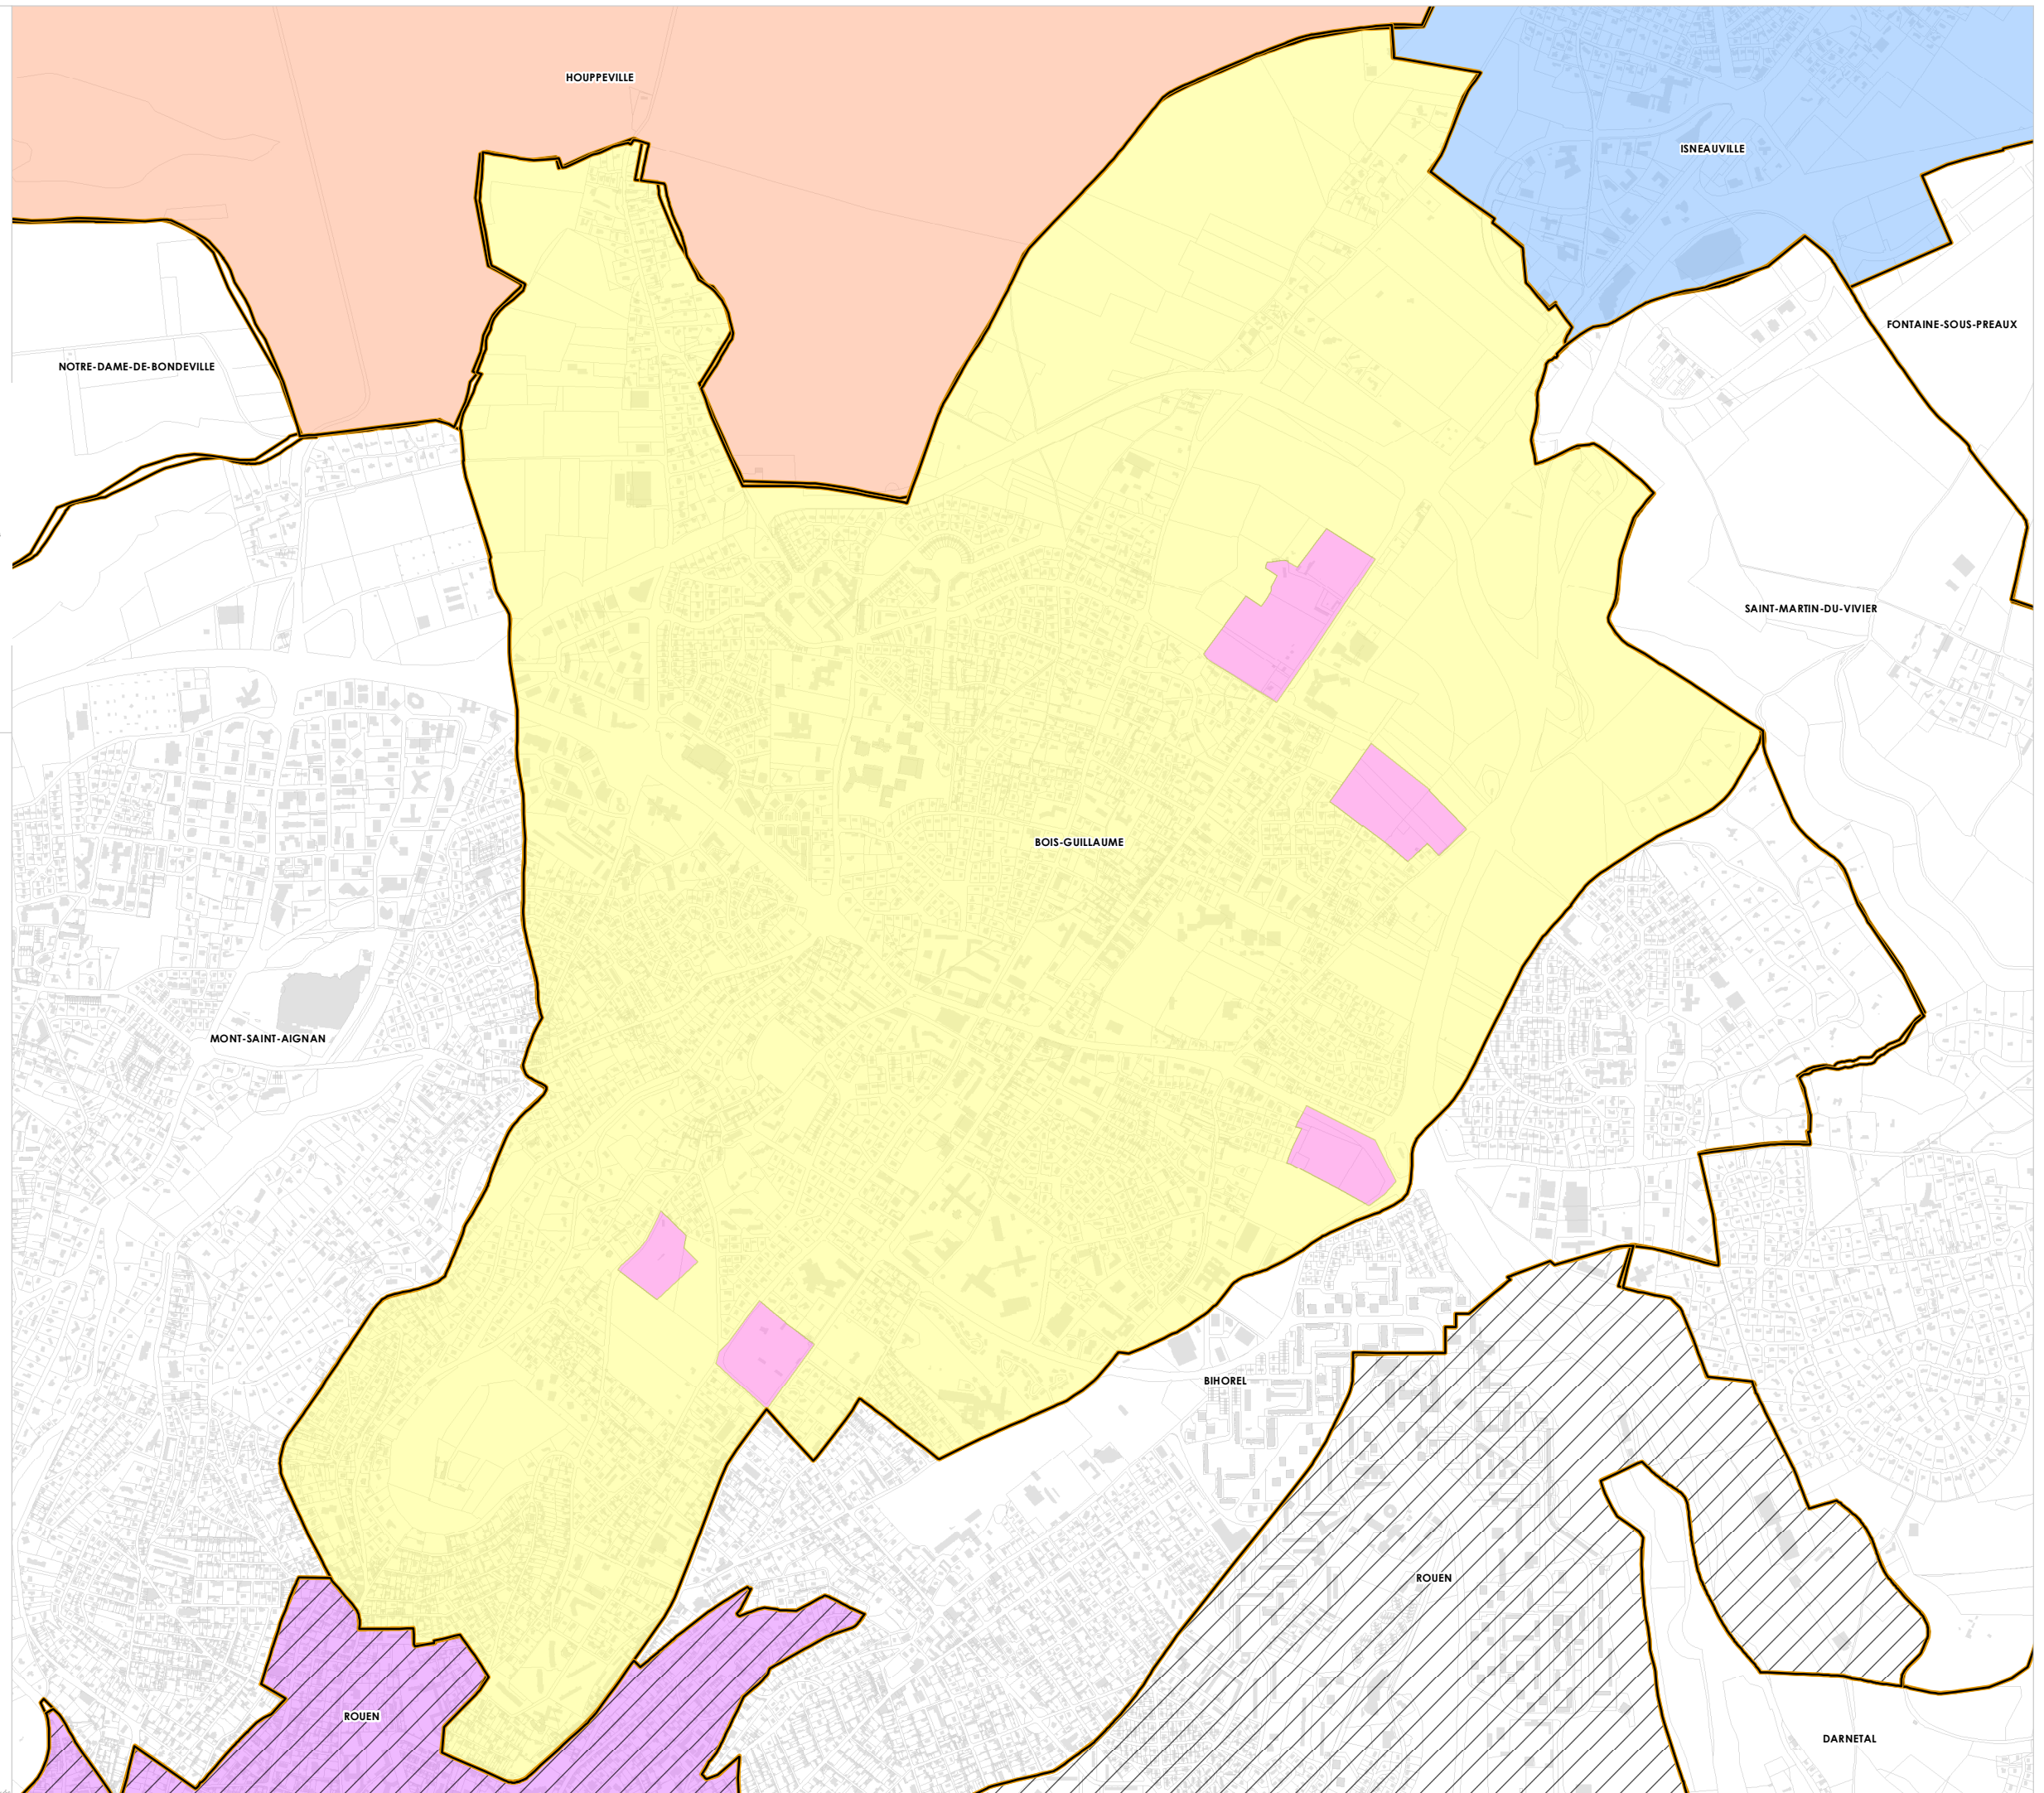 HOUPPEVILLE
ISNEAUVILLE
FONTAINE-SOUS-PREAUX
NOTRE-DAME-DE-BONDEVILLE
SAINT-MARTIN-DU-VIVIER
BOIS-GUILLAUME
MONT-SAINT-AIGNAN
BIHOREL
ROUEN
ROUEN
DARNETAL